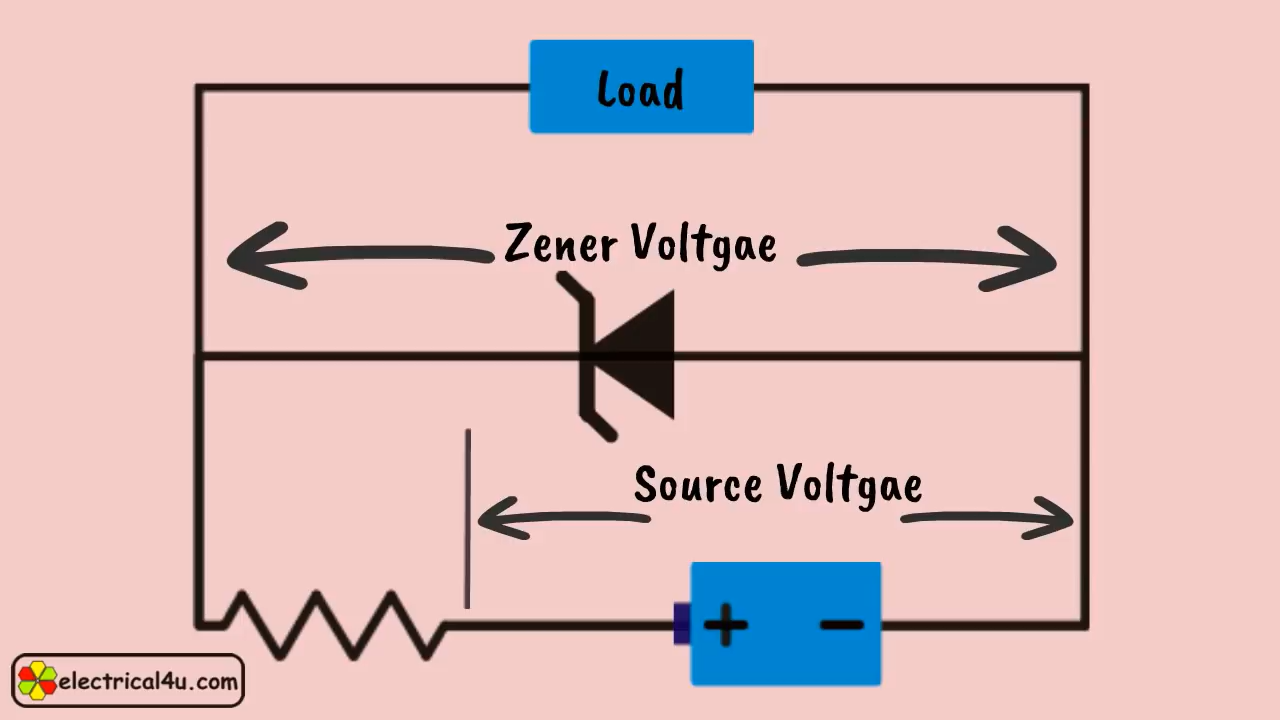 Load
Zener Voltgae
Source Voltgae
+ −
electrical4u.com